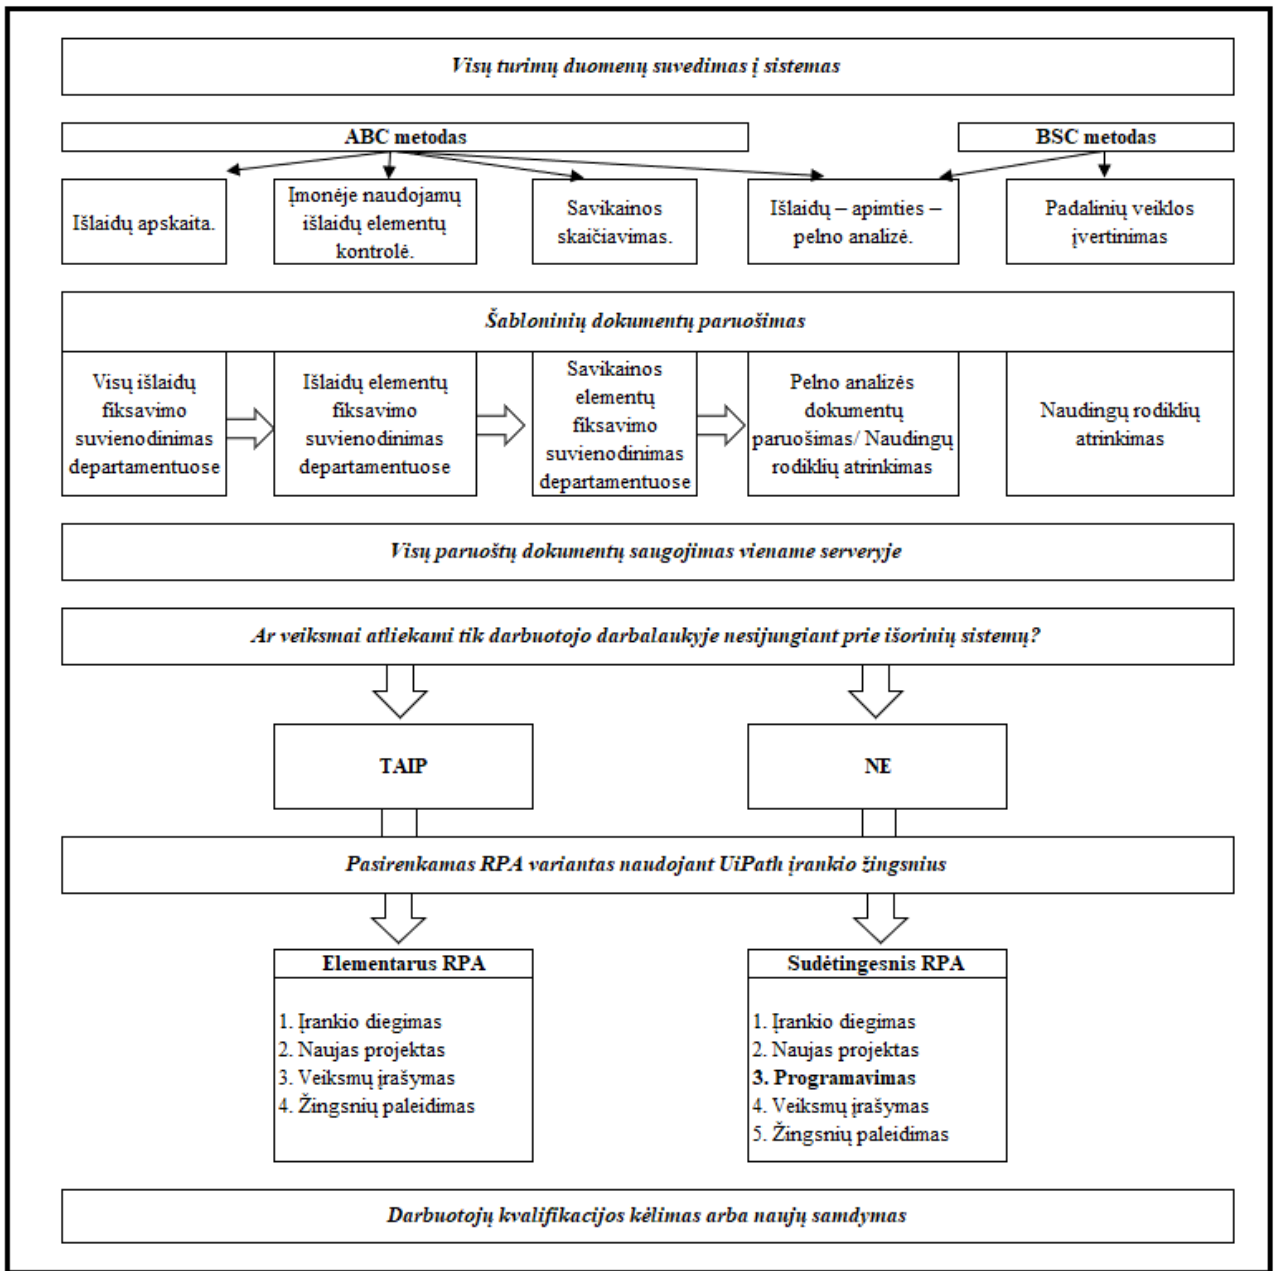 Visų turimų duomenų suvedimas į sistemas
ABC metodas
BSC metodas
Išlaidų apskaita.
Įmonėje naudojamų
išlaidų elementų
kontrolė.
Savikainos
skaičiavimas.
Išlaidų – apimties –
pelno analizė.
Padalinių veiklos
įvertinimas
Šabloninių dokumentų paruošimas
Visų išlaidų
fiksavimo
suvienodinimas
departamentuose
Išlaidų elementų
fiksavimo
suvienodinimas
departamentuose
Savikainos
elementų
fiksavimo
suvienodinimas
departamentuose
Pelno analizės
dokumentų
paruošimas/ Naudingų
rodiklių atrinkimas
Naudingų rodiklių
atrinkimas
Visų paruoštų dokumentų saugojimas viename serveryje
Ar veiksmai atliekami tik darbuotojo darbalaukyje nesijungiant prie išorinių sistemų?
TAIP
NE
Pasirenkamas RPA variantas naudojant UiPath įrankio žingsnius
Elementarus RPA
1. Įrankio diegimas
2. Naujas projektas
3. Veiksmų įrašymas
4. Žingsnių paleidimas
Sudėtingesnis RPA
1. Įrankio diegimas
2. Naujas projektas
3. Programavimas
4. Veiksmų įrašymas
5. Žingsnių paleidimas
Darbuotojų kvalifikacijos kėlimas arba naujų samdymas